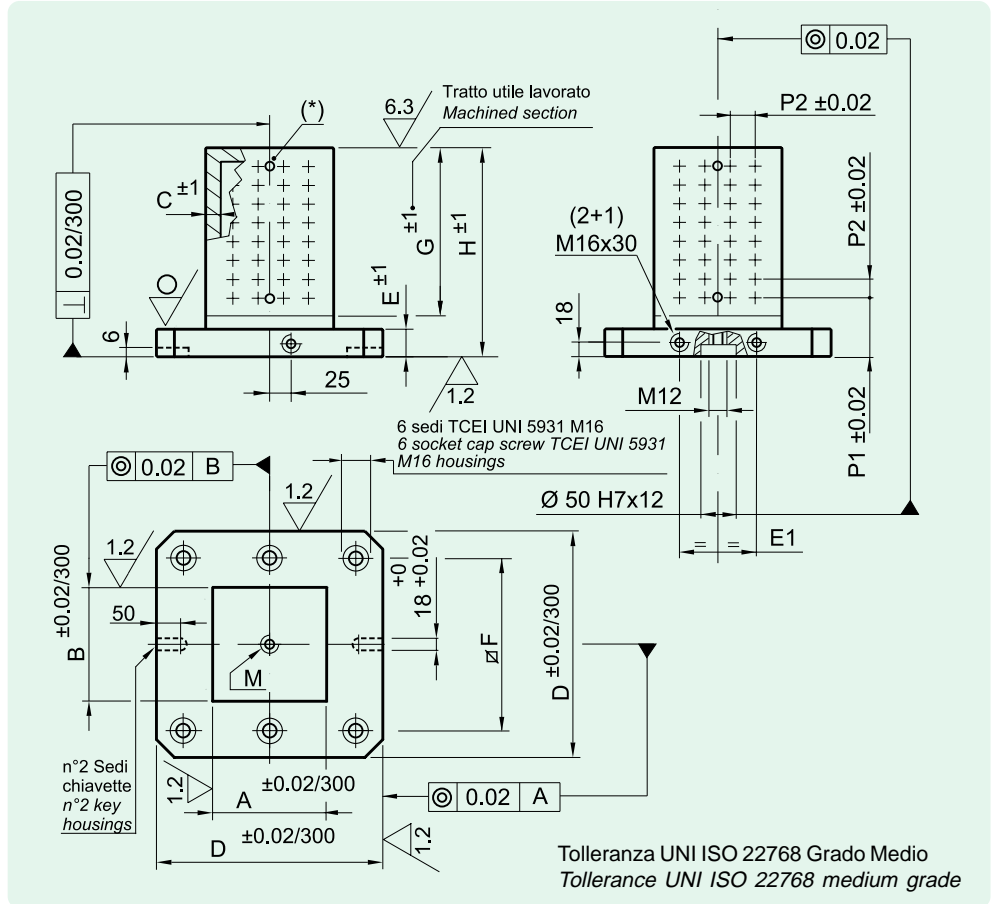 ◎ 0.02
(*)
6.3
Tratto utile lavorato
Machined section
P2 ±0.02
C ±1
⊥ 0.02/300
G ±1
H ±1
E ±1
6
25
1.2
(2+1)
M16x30
18
P2 ±0.02
P1 ±0.02
M12
6 sedi TCEI UNI 5931 M16
6 socket cap screw TCEI UNI 5931
M16 housings
Ø 50 H7x12
= =
E1
◎ 0.02 B
1.2
1.2
B ±0.02/300
50
M
18 +0.02
+0
øF
D ±0.02/300
n°2 Sedi
chiavette
n°2 key
housings
1.2
A ±0.02/300
D ±0.02/300
1.2
◎ 0.02 A
Tolleranza UNI ISO 22768 Grado Medio
Tollerance UNI ISO 22768 medium grade